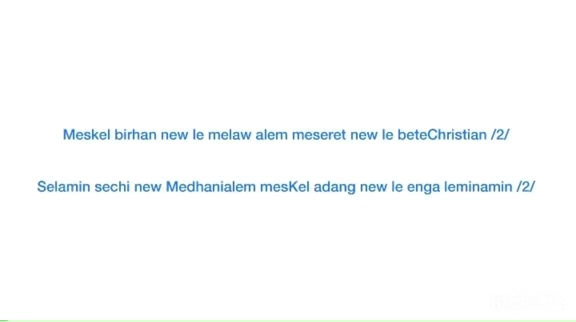 Meskel birhan new le melaw alem meseret new le beteChristian /2/
Selamin sechi new Medhanialem mesKel adang new le enga leminamin /2/